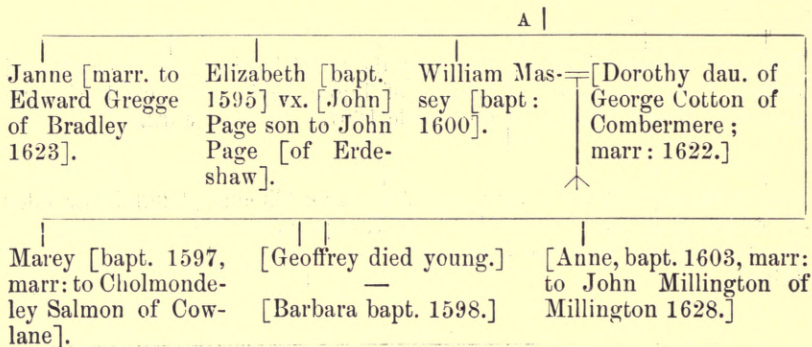 A
Janne [marr. to
Edward Gregge
of Bradley
1623].
Elizabeth [bapt.
1595] vx. [John]
Page son to John
Page [of Erde-
shaw].
William Mas-
sey [bapt:
1600].
[Dorothy dau. of
George Cotton of
Combermere;
marr: 1622.]
Marey [bapt. 1597,
marr: to Cholmonde-
ley Salmon of Cow-
lane].
[Geoffrey died young.]
—
[Barbara bapt. 1598.]
[Anne, bapt. 1603, marr:
to John Millington of
Millington 1628.]